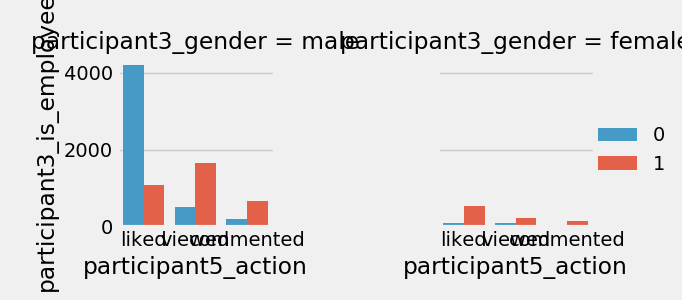 participant3_gender = male
participant3_gender = female
participant3_is_employee
4000
2000
0
liked
viewed
commented
liked
viewed
commented
participant5_action
participant5_action
0
1